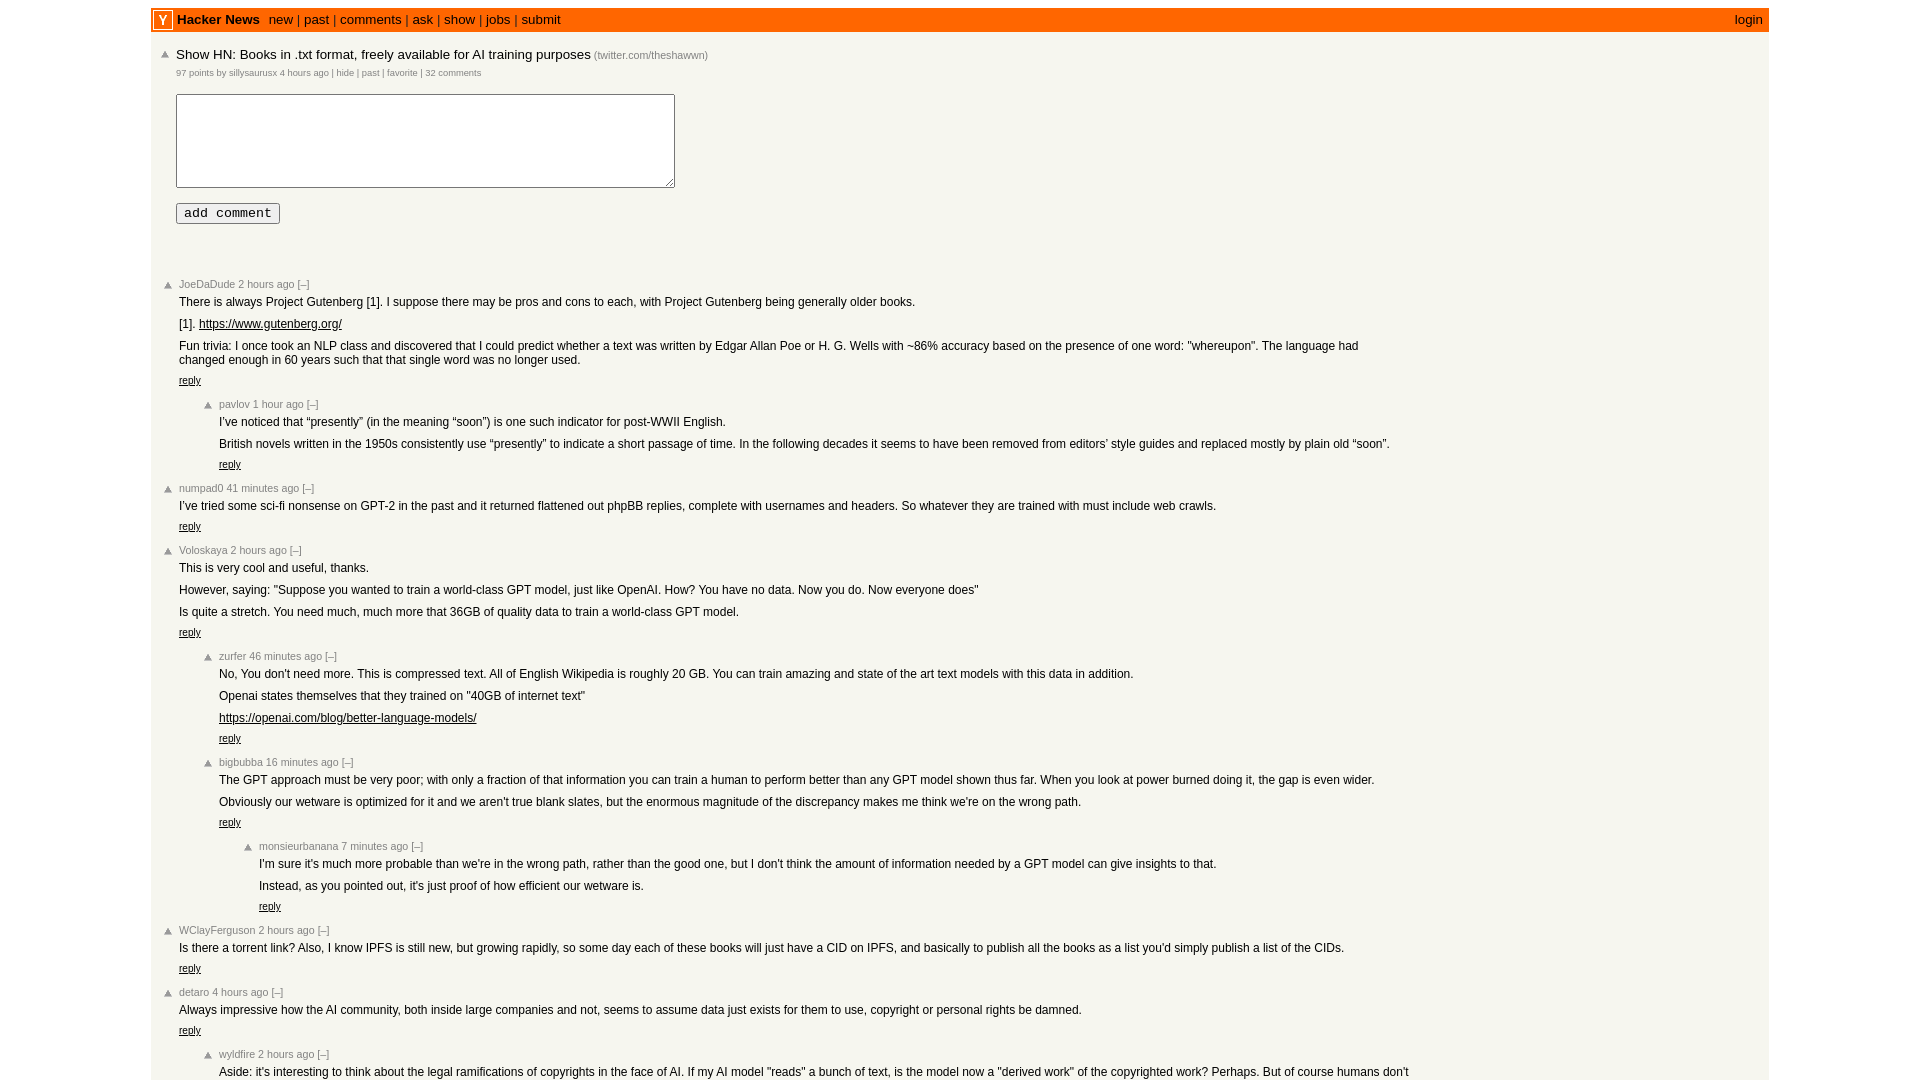 Y Hacker News new | past | comments | ask | show | jobs | submit login
Show HN: Books in .txt format, freely available for AI training purposes (twitter.com/theshawwn)
97 points by sillysaurusx 4 hours ago | hide | past | favorite | 32 comments
add comment
JoeDaDude 2 hours ago [–]
There is always Project Gutenberg [1]. I suppose there may be pros and cons to each, with Project Gutenberg being generally older books.
[1]. https://www.gutenberg.org/
Fun trivia: I once took an NLP class and discovered that I could predict whether a text was written by Edgar Allan Poe or H. G. Wells with ~86% accuracy based on the presence of one word: "whereupon". The language had
changed enough in 60 years such that that single word was no longer used.
reply
pavlov 1 hour ago [–]
I’ve noticed that “presently” (in the meaning “soon”) is one such indicator for post-WWII English.
British novels written in the 1950s consistently use “presently” to indicate a short passage of time. In the following decades it seems to have been removed from editors’ style guides and replaced mostly by plain old “soon”.
reply
numpad0 41 minutes ago [–]
I’ve tried some sci-fi nonsense on GPT-2 in the past and it returned flattened out phpBB replies, complete with usernames and headers. So whatever they are trained with must include web crawls.
reply
Voloskaya 2 hours ago [–]
This is very cool and useful, thanks.
However, saying: "Suppose you wanted to train a world-class GPT model, just like OpenAI. How? You have no data. Now you do. Now everyone does"
Is quite a stretch. You need much, much more that 36GB of quality data to train a world-class GPT model.
reply
zurfer 46 minutes ago [–]
No, You don't need more. This is compressed text. All of English Wikipedia is roughly 20 GB. You can train amazing and state of the art text models with this data in addition.
Openai states themselves that they trained on "40GB of internet text"
https://openai.com/blog/better-language-models/
reply
bigbubba 16 minutes ago [–]
The GPT approach must be very poor; with only a fraction of that information you can train a human to perform better than any GPT model shown thus far. When you look at power burned doing it, the gap is even wider.
Obviously our wetware is optimized for it and we aren't true blank slates, but the enormous magnitude of the discrepancy makes me think we're on the wrong path.
reply
monsieurbanana 7 minutes ago [–]
I'm sure it's much more probable than we're in the wrong path, rather than the good one, but I don't think the amount of information needed by a GPT model can give insights to that.
Instead, as you pointed out, it's just proof of how efficient our wetware is.
reply
WClayFerguson 2 hours ago [–]
Is there a torrent link? Also, I know IPFS is still new, but growing rapidly, so some day each of these books will just have a CID on IPFS, and basically to publish all the books as a list you'd simply publish a list of the CIDs.
reply
detaro 4 hours ago [–]
Always impressive how the AI community, both inside large companies and not, seems to assume data just exists for them to use, copyright or personal rights be damned.
reply
wyldfire 2 hours ago [–]
Aside: it's interesting to think about the legal ramifications of copyrights in the face of AI. If my AI model "reads" a bunch of text, is the model now a "derived work" of the copyrighted work? Perhaps. But of course humans don't